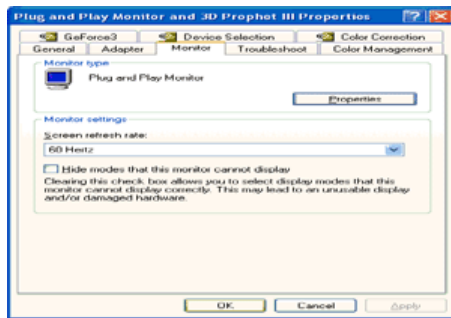 Plug and Play Monitor and 3D Prophet III Properties
GeForce3 Device Selection Color Correction
General Adapter Monitor Troubleshoot Color Management
Monitor type
Plug and Play Monitor
Properties
Monitor settings
Screen refresh rate:
60 Hertz
Hide modes that this monitor cannot display
Clearing this check box allows you to select display modes that this
monitor cannot display correctly. This may lead to an unusable display
and/or damaged hardware.
OK Cancel Apply